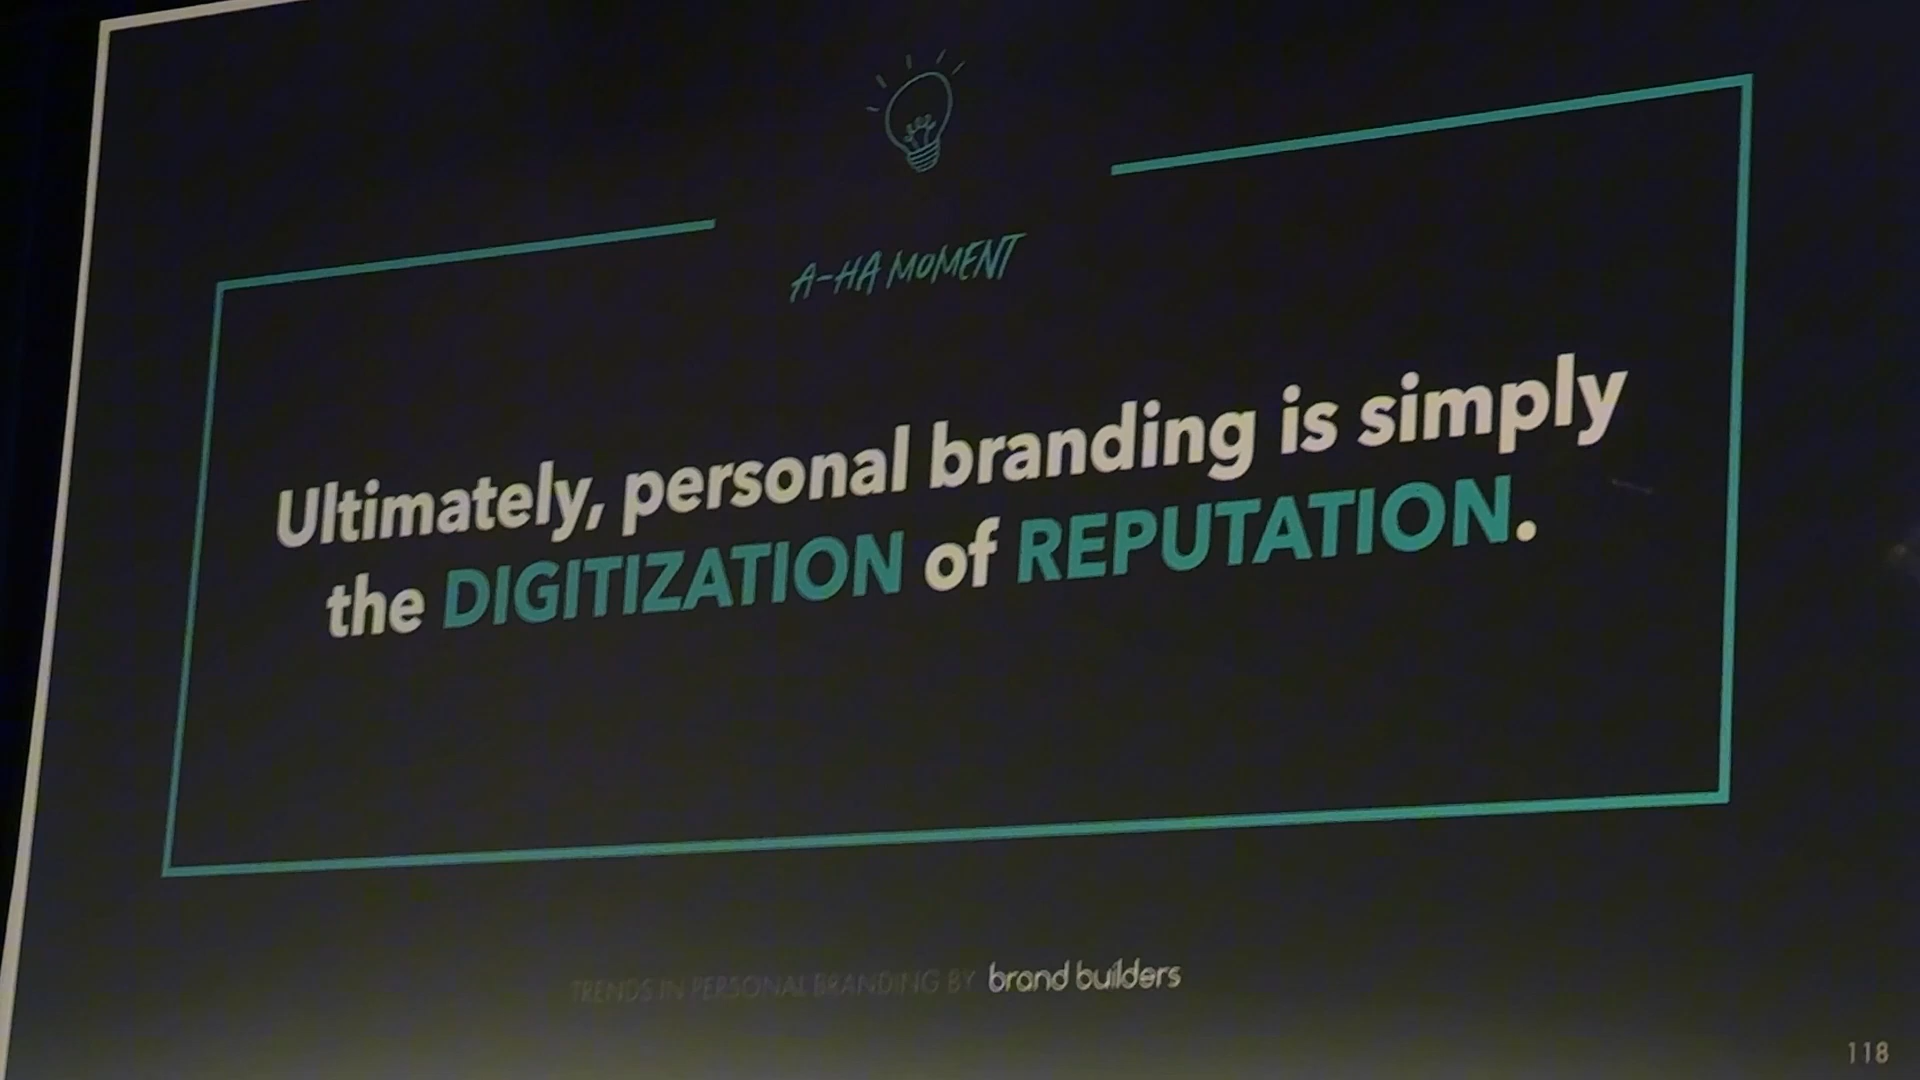 A-HA MOMENT
Ultimately, personal branding is simply
the DIGITIZATION of REPUTATION.
TRENDS IN PERSONAL BRANDING BY brand builders
118